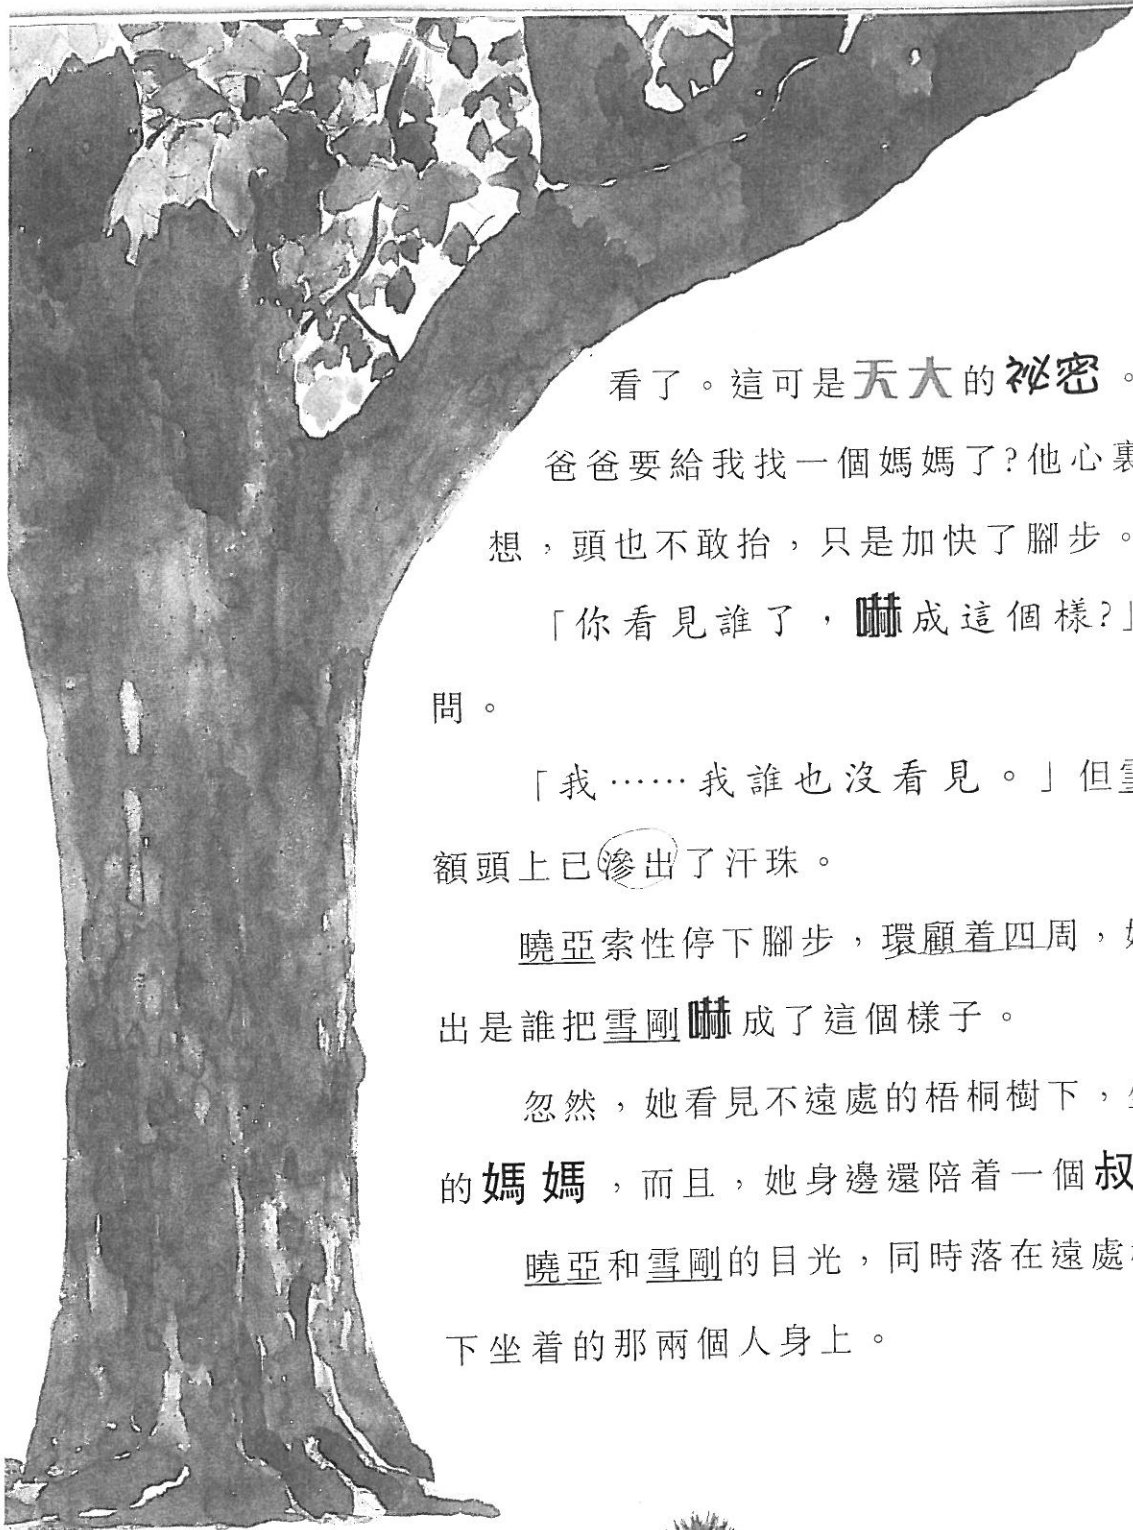 看了。這可是天大的祕密。
爸爸要給我找一個媽媽了?他心裏
想，頭也不敢抬，只是加快了腳步。
「你看見誰了，嚇成這個樣?」
問。
「我……我誰也沒看見。」但
額頭上已滲出了汗珠。
曉亞索性停下腳步，環顧着四周，
出是誰把雪剛嚇成了這個樣子。
忽然，她看見不遠處的梧桐樹下，
的媽媽，而且，她身邊還陪着一個叔
曉亞和雪剛的目光，同時落在遠處
下坐着的那兩個人身上。